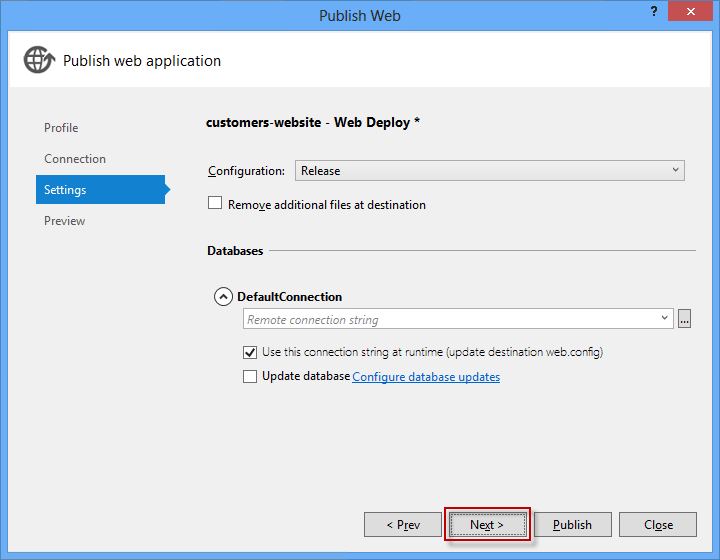 Publish Web
?
Publish web application
Profile
Connection
Settings
Preview
customers-website - Web Deploy *
Configuration: Release
Remove additional files at destination
Databases
DefaultConnection
Remote connection string
...
Use this connection string at runtime (update destination web.config)
Update database Configure database updates
< Prev
Next >
Publish
Close